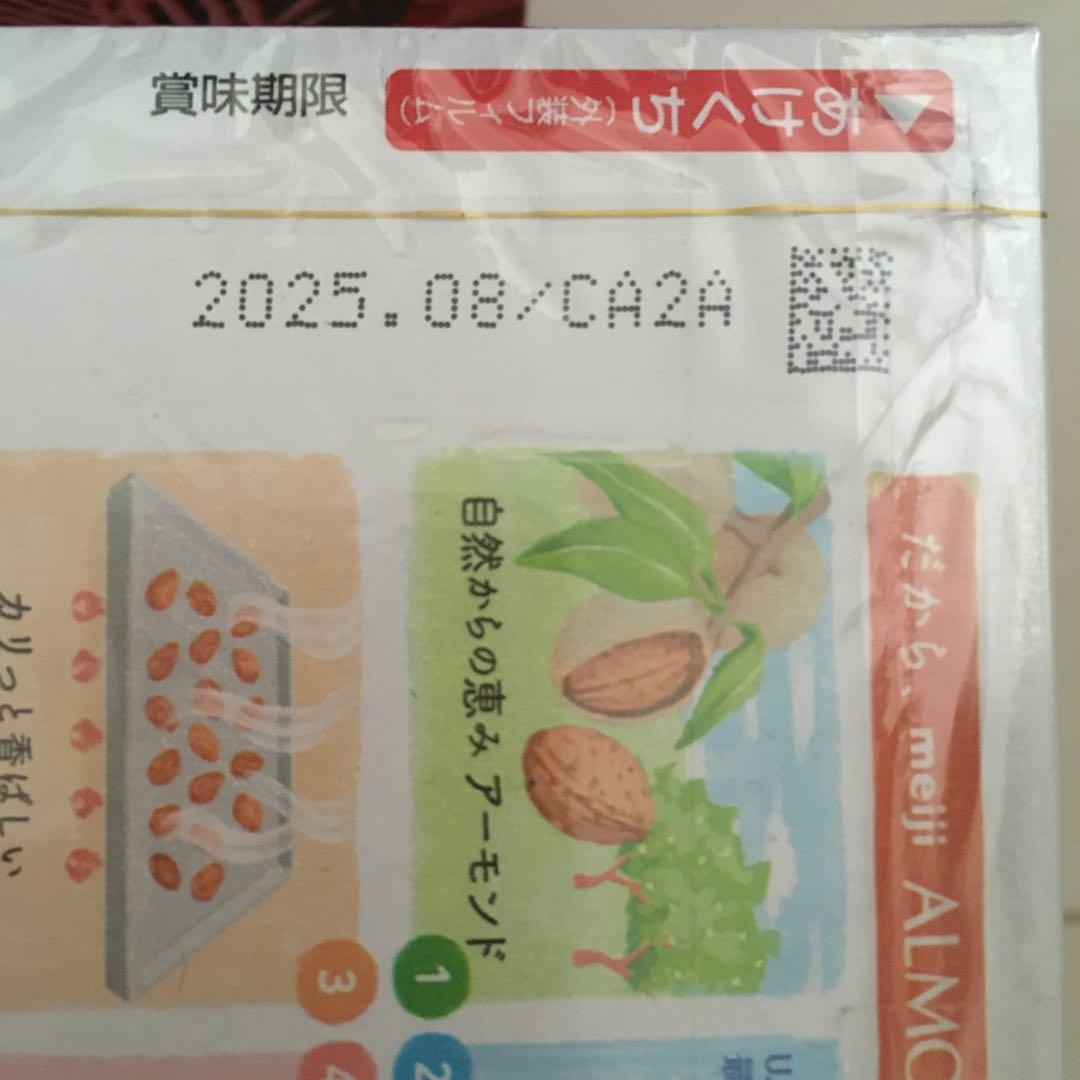 賞味期限
あけくち(外装フィルム)
2025.08/CA2A
だから、meiji ALMO
1
自然からの恵み アーモンド
2
U.
3
カリっと香ばしい
4